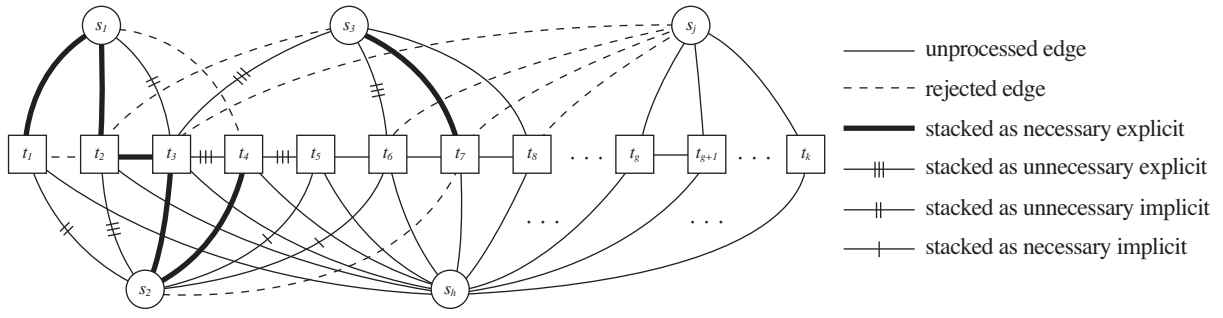 s1 s3 sj
t1 t2 t3 t4 t5 t6 t7 t8 . . . tg tg+1 . . . tk
. . . . . .
s2 sh
unprocessed edge
rejected edge
stacked as necessary explicit
stacked as unnecessary explicit
stacked as unnecessary implicit
stacked as necessary implicit